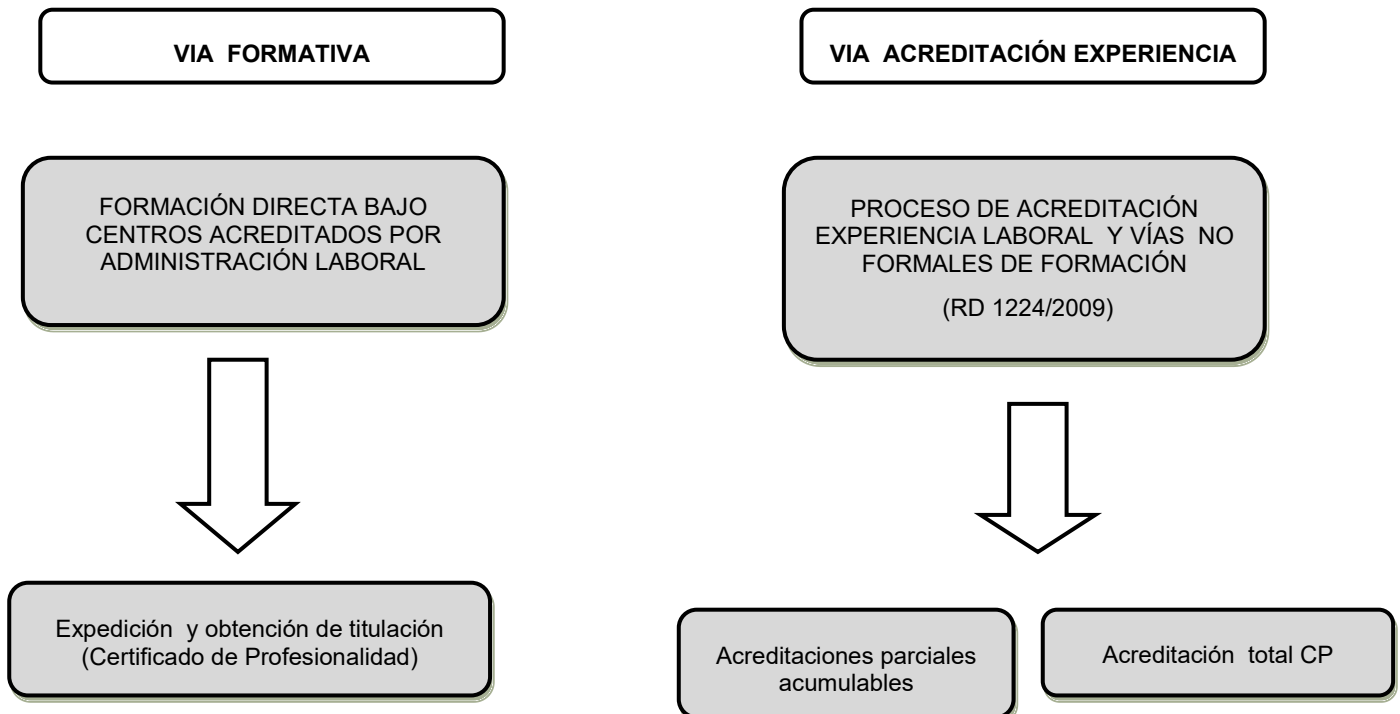 VIA FORMATIVA
FORMACIÓN DIRECTA BAJO
CENTROS ACREDITADOS POR
ADMINISTRACIÓN LABORAL
Expedición y obtención de titulación
(Certificado de Profesionalidad)
VIA ACREDITACIÓN EXPERIENCIA
PROCESO DE ACREDITACIÓN
EXPERIENCIA LABORAL Y VÍAS NO
FORMALES DE FORMACIÓN
(RD 1224/2009)
Acreditaciones parciales
acumulables
Acreditación total CP